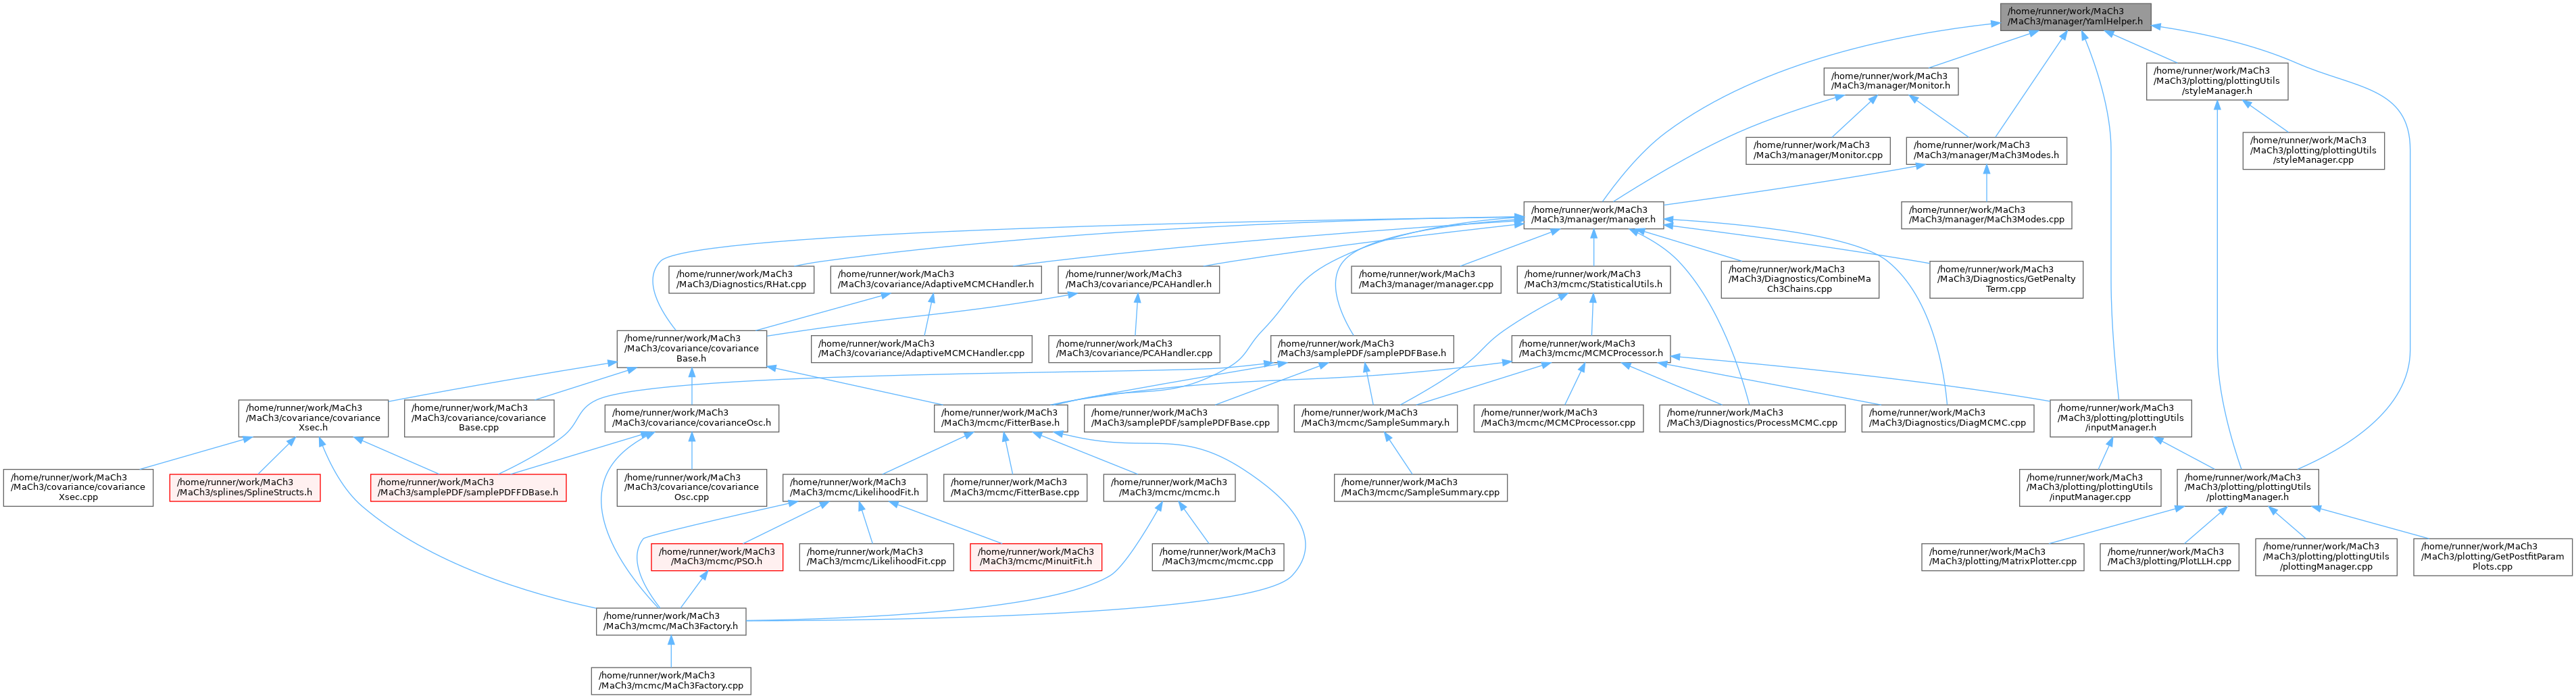 /home/runner/work/MaCh3
/MaCh3/manager/YamlHelper.h
/home/runner/work/MaCh3
/MaCh3/manager/Monitor.h
/home/runner/work/MaCh3
/MaCh3/plotting/plottingUtils
/styleManager.h
/home/runner/work/MaCh3
/MaCh3/manager/Monitor.cpp
/home/runner/work/MaCh3
/MaCh3/manager/MaCh3Modes.h
/home/runner/work/MaCh3
/MaCh3/plotting/plottingUtils
/styleManager.cpp
/home/runner/work/MaCh3
/MaCh3/manager/manager.h
/home/runner/work/MaCh3
/MaCh3/manager/MaCh3Modes.cpp
/home/runner/work/MaCh3
/MaCh3/Diagnostics/RHat.cpp
/home/runner/work/MaCh3
/MaCh3/covariance/AdaptiveMCMCHandler.h
/home/runner/work/MaCh3
/MaCh3/covariance/PCAHandler.h
/home/runner/work/MaCh3
/MaCh3/manager/manager.cpp
/home/runner/work/MaCh3
/MaCh3/mcmc/StatisticalUtils.h
/home/runner/work/MaCh3
/MaCh3/Diagnostics/CombineMa
Ch3Chains.cpp
/home/runner/work/MaCh3
/MaCh3/Diagnostics/GetPenalty
Term.cpp
/home/runner/work/MaCh3
/MaCh3/covariance/covariance
Base.h
/home/runner/work/MaCh3
/MaCh3/covariance/AdaptiveMCMCHandler.cpp
/home/runner/work/MaCh3
/MaCh3/covariance/PCAHandler.cpp
/home/runner/work/MaCh3
/MaCh3/samplePDF/samplePDFBase.h
/home/runner/work/MaCh3
/MaCh3/mcmc/MCMCProcessor.h
/home/runner/work/MaCh3
/MaCh3/covariance/covariance
Xsec.h
/home/runner/work/MaCh3
/MaCh3/covariance/covariance
Base.cpp
/home/runner/work/MaCh3
/MaCh3/covariance/covarianceOsc.h
/home/runner/work/MaCh3
/MaCh3/mcmc/FitterBase.h
/home/runner/work/MaCh3
/MaCh3/samplePDF/samplePDFBase.cpp
/home/runner/work/MaCh3
/MaCh3/mcmc/SampleSummary.h
/home/runner/work/MaCh3
/MaCh3/mcmc/MCMCProcessor.cpp
/home/runner/work/MaCh3
/MaCh3/Diagnostics/ProcessMCMC.cpp
/home/runner/work/MaCh3
/MaCh3/Diagnostics/DiagMCMC.cpp
/home/runner/work/MaCh3
/MaCh3/plotting/plottingUtils
/inputManager.h
/home/runner/work/MaCh3
/MaCh3/covariance/covariance
Xsec.cpp
/home/runner/work/MaCh3
/MaCh3/splines/SplineStructs.h
/home/runner/work/MaCh3
/MaCh3/samplePDF/samplePDFFDBase.h
/home/runner/work/MaCh3
/MaCh3/covariance/covariance
Osc.cpp
/home/runner/work/MaCh3
/MaCh3/mcmc/LikelihoodFit.h
/home/runner/work/MaCh3
/MaCh3/mcmc/FitterBase.cpp
/home/runner/work/MaCh3
/MaCh3/mcmc/mcmc.h
/home/runner/work/MaCh3
/MaCh3/mcmc/SampleSummary.cpp
/home/runner/work/MaCh3
/MaCh3/plotting/plottingUtils
/inputManager.cpp
/home/runner/work/MaCh3
/MaCh3/plotting/plottingUtils
/plottingManager.h
/home/runner/work/MaCh3
/MaCh3/mcmc/PSO.h
/home/runner/work/MaCh3
/MaCh3/mcmc/LikelihoodFit.cpp
/home/runner/work/MaCh3
/MaCh3/mcmc/MinuitFit.h
/home/runner/work/MaCh3
/MaCh3/mcmc/mcmc.cpp
/home/runner/work/MaCh3
/MaCh3/plotting/MatrixPlotter.cpp
/home/runner/work/MaCh3
/MaCh3/plotting/PlotLLH.cpp
/home/runner/work/MaCh3
/MaCh3/plotting/plottingUtils
/plottingManager.cpp
/home/runner/work/MaCh3
/MaCh3/plotting/GetPostfitParam
Plots.cpp
/home/runner/work/MaCh3
/MaCh3/mcmc/MaCh3Factory.h
/home/runner/work/MaCh3
/MaCh3/mcmc/MaCh3Factory.cpp